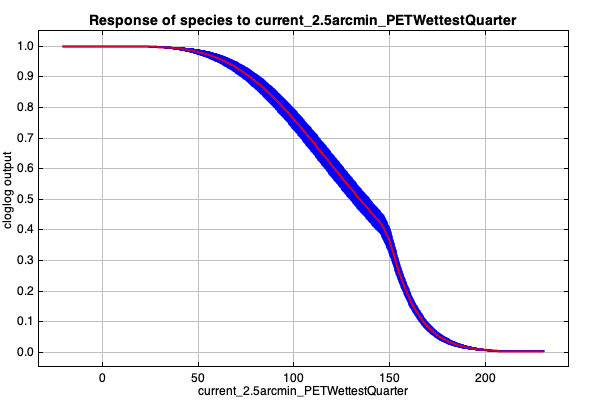 Response of species to current_2.5arcmin_PETWettestQuarter
1.0
0.9
0.8
0.7
0.6
0.5
0.4
0.3
0.2
0.1
0.0
cloglog output
0 50 100 150 200
current_2.5arcmin_PETWettestQuarter